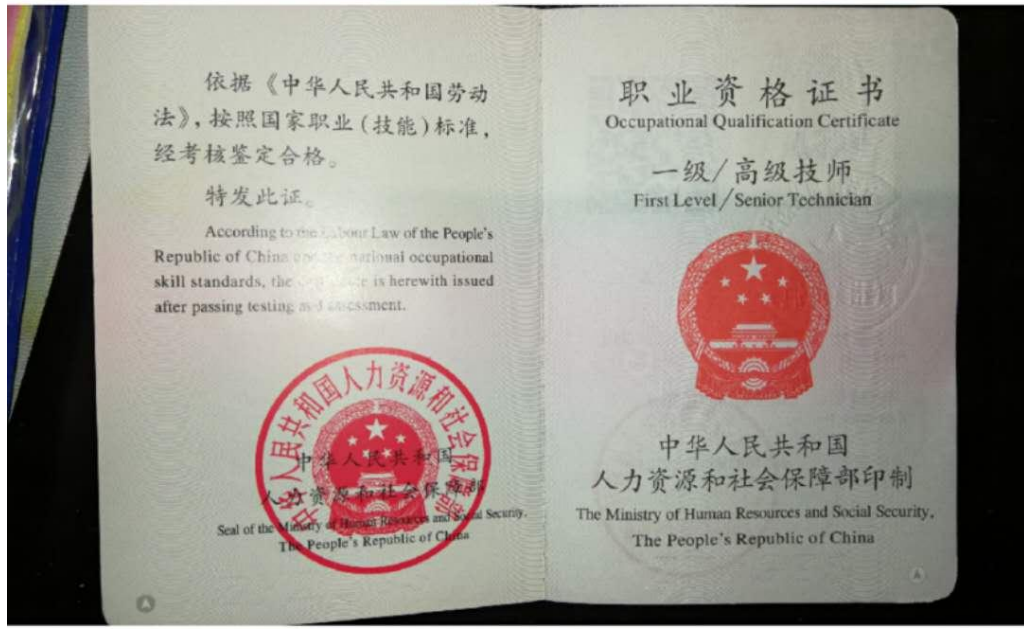 依据《中华人民共和国劳动
法》，按照国家职业（技能）标准，
经考核鉴定合格。
特发此证。
According to the Labour Law of the People's
Republic of China and the national occupational
skill standards, the is herewith issued
after passing testing and assessment.
中华人民共和国人力资源和社会保障部
中华人民共和国
人力资源和社会保障部
Seal of the Ministry of Human Resources and Social Security,
The People's Republic of China
职业资格证书
Occupational Qualification Certificate
一级/高级技师
First Level/Senior Technician
中华人民共和国
人力资源和社会保障部印制
The Ministry of Human Resources and Social Security,
The People's Republic of China